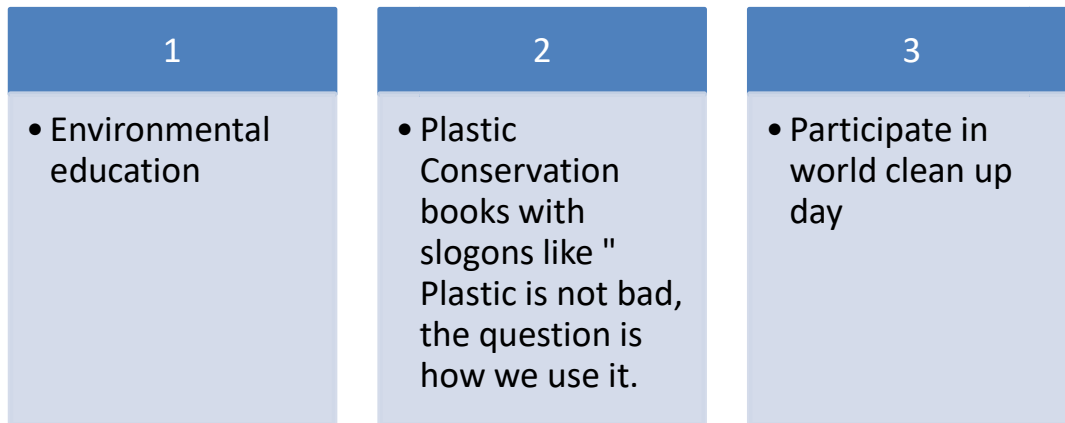 1
• Environmental
education
2
• Plastic
Conservation
books with
slogons like "
Plastic is not bad,
the question is
how we use it.
3
• Participate in
world clean up
day